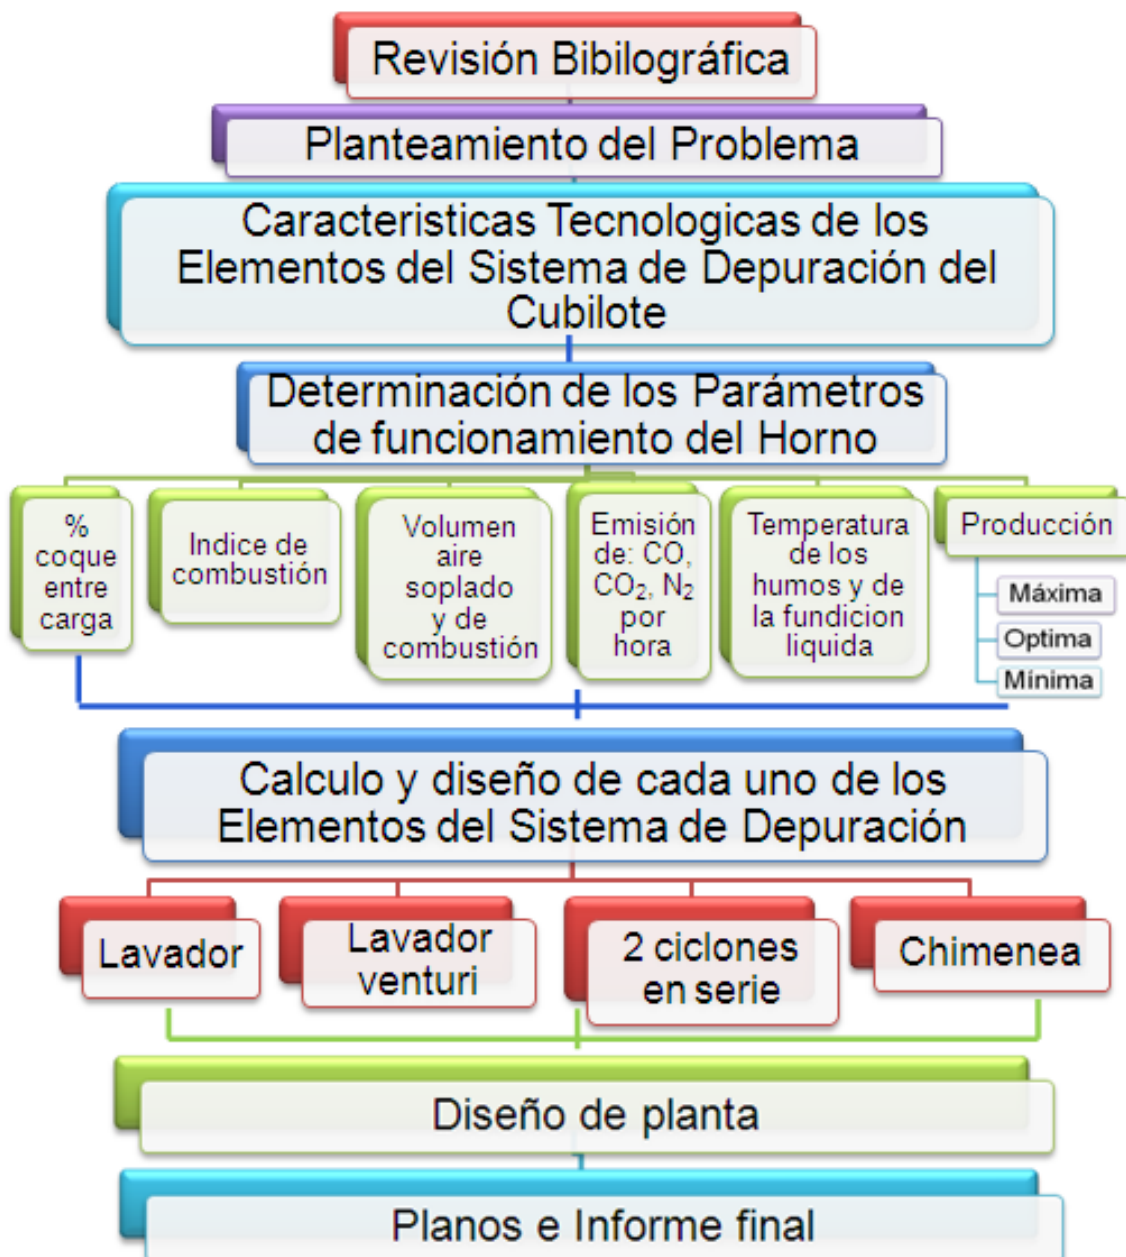 Revisión Bibilográfica
Planteamiento del Problema
Caracteristicas Tecnologicas de los
Elementos del Sistema de Depuración del
Cubilote
Determinación de los Parámetros
de funcionamiento del Horno
%
coque
entre
carga
Indice de
combustión
Volumen
aire
soplado
y de
combustión
Emisión
de: CO,
CO₂, N₂
por
hora
Temperatura
de los
humos y de
la fundicion
liquida
Producción
Máxima
Optima
Mínima
Calculo y diseño de cada uno de los
Elementos del Sistema de Depuración
Lavador
Lavador
venturi
2 ciclones
en serie
Chimenea
Diseño de planta
Planos e Informe final